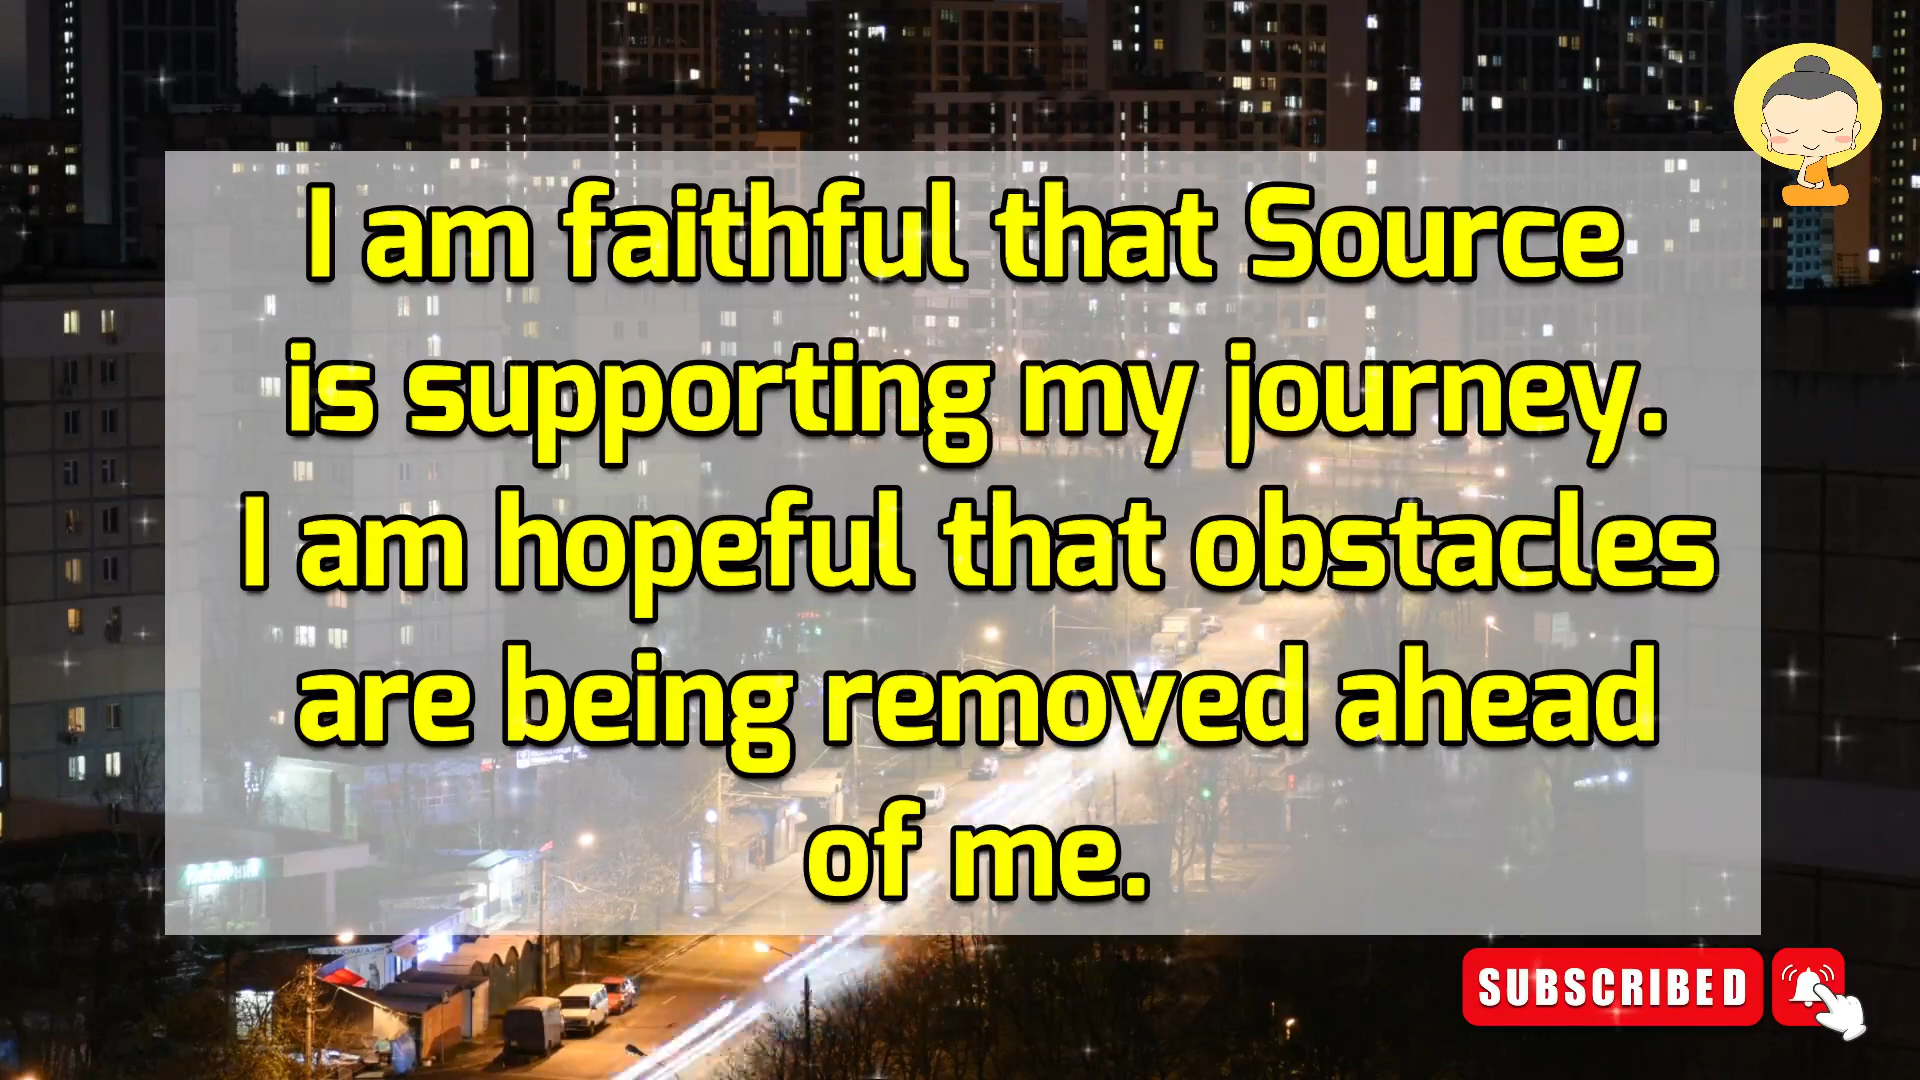 I am faithful that Source
is supporting my journey.
I am hopeful that obstacles
are being removed ahead
of me.
SUBSCRIBED